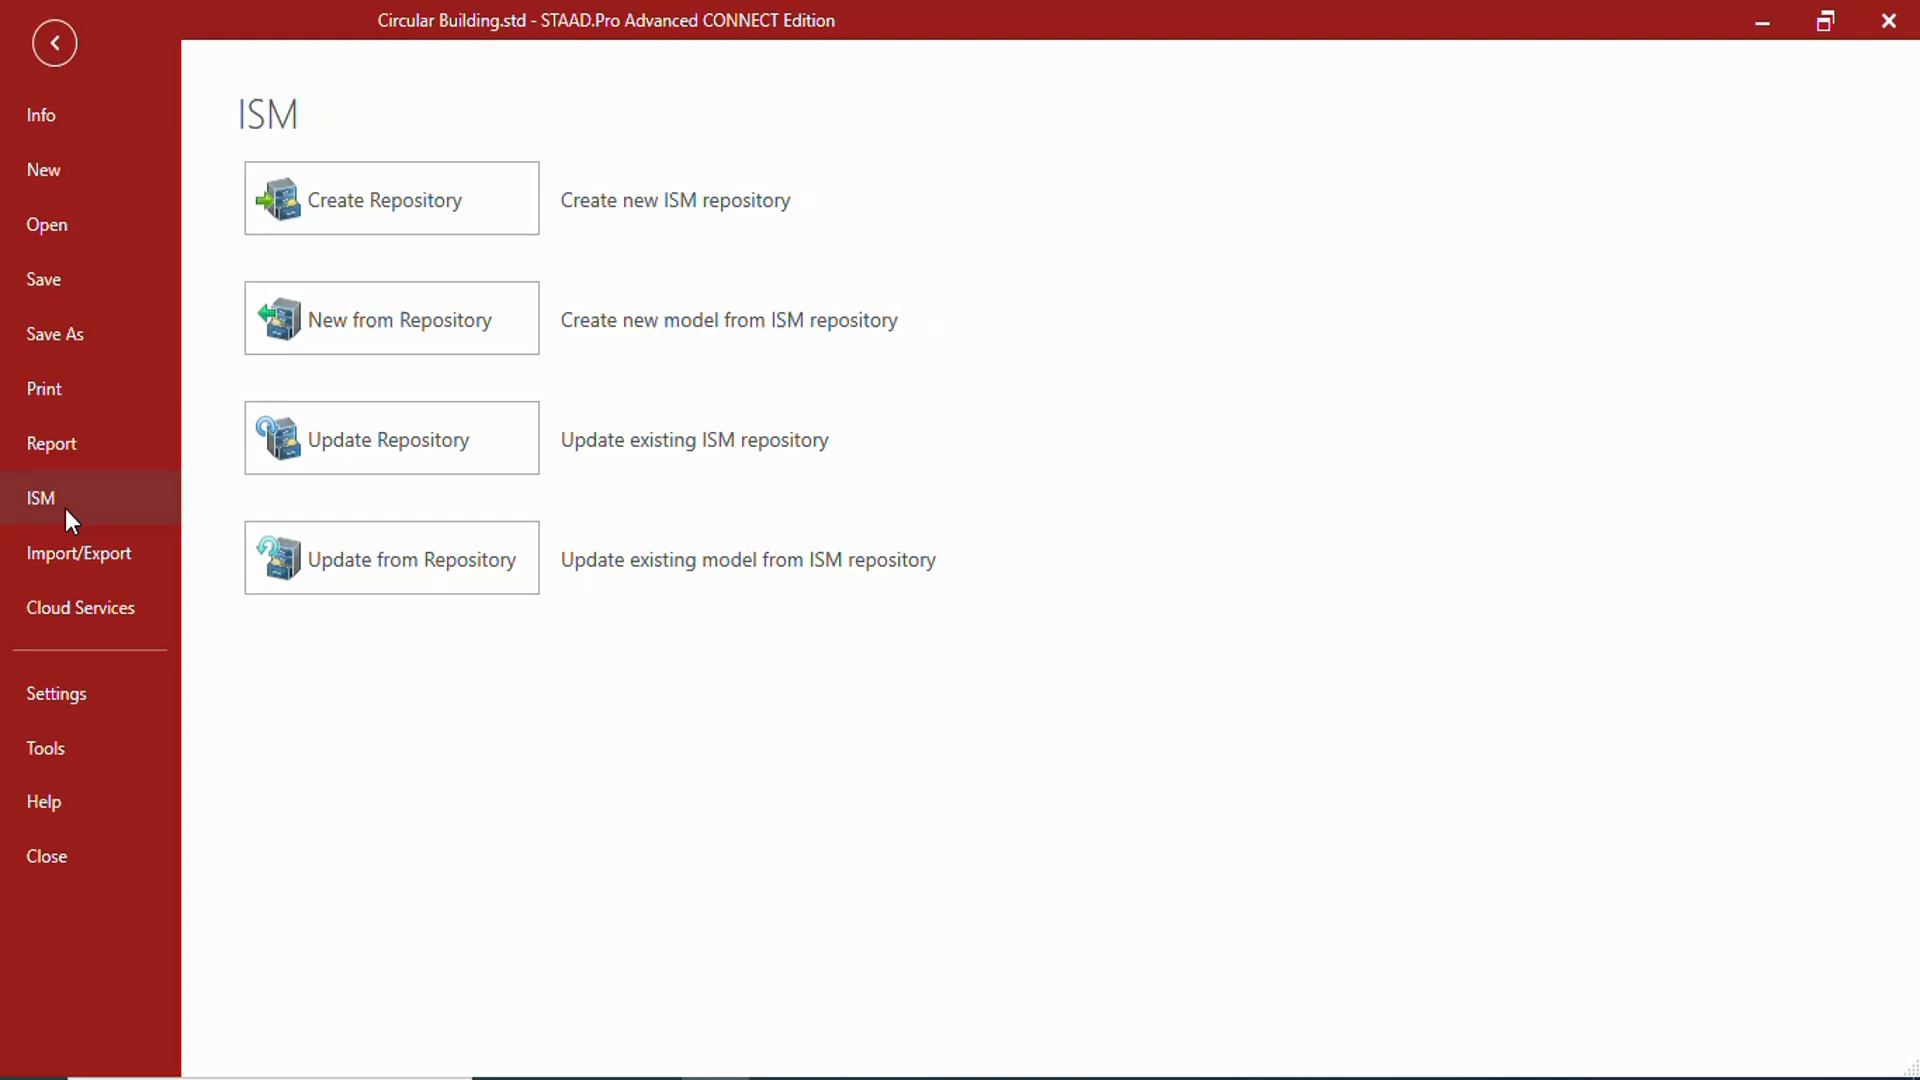 Circular Building.std - STAAD.Pro Advanced CONNECT Edition
Info
New
Open
Save
Save As
Print
Report
ISM
Import/Export
Cloud Services
Settings
Tools
Help
Close
ISM
Create Repository Create new ISM repository
New from Repository Create new model from ISM repository
Update Repository Update existing ISM repository
Update from Repository Update existing model from ISM repository